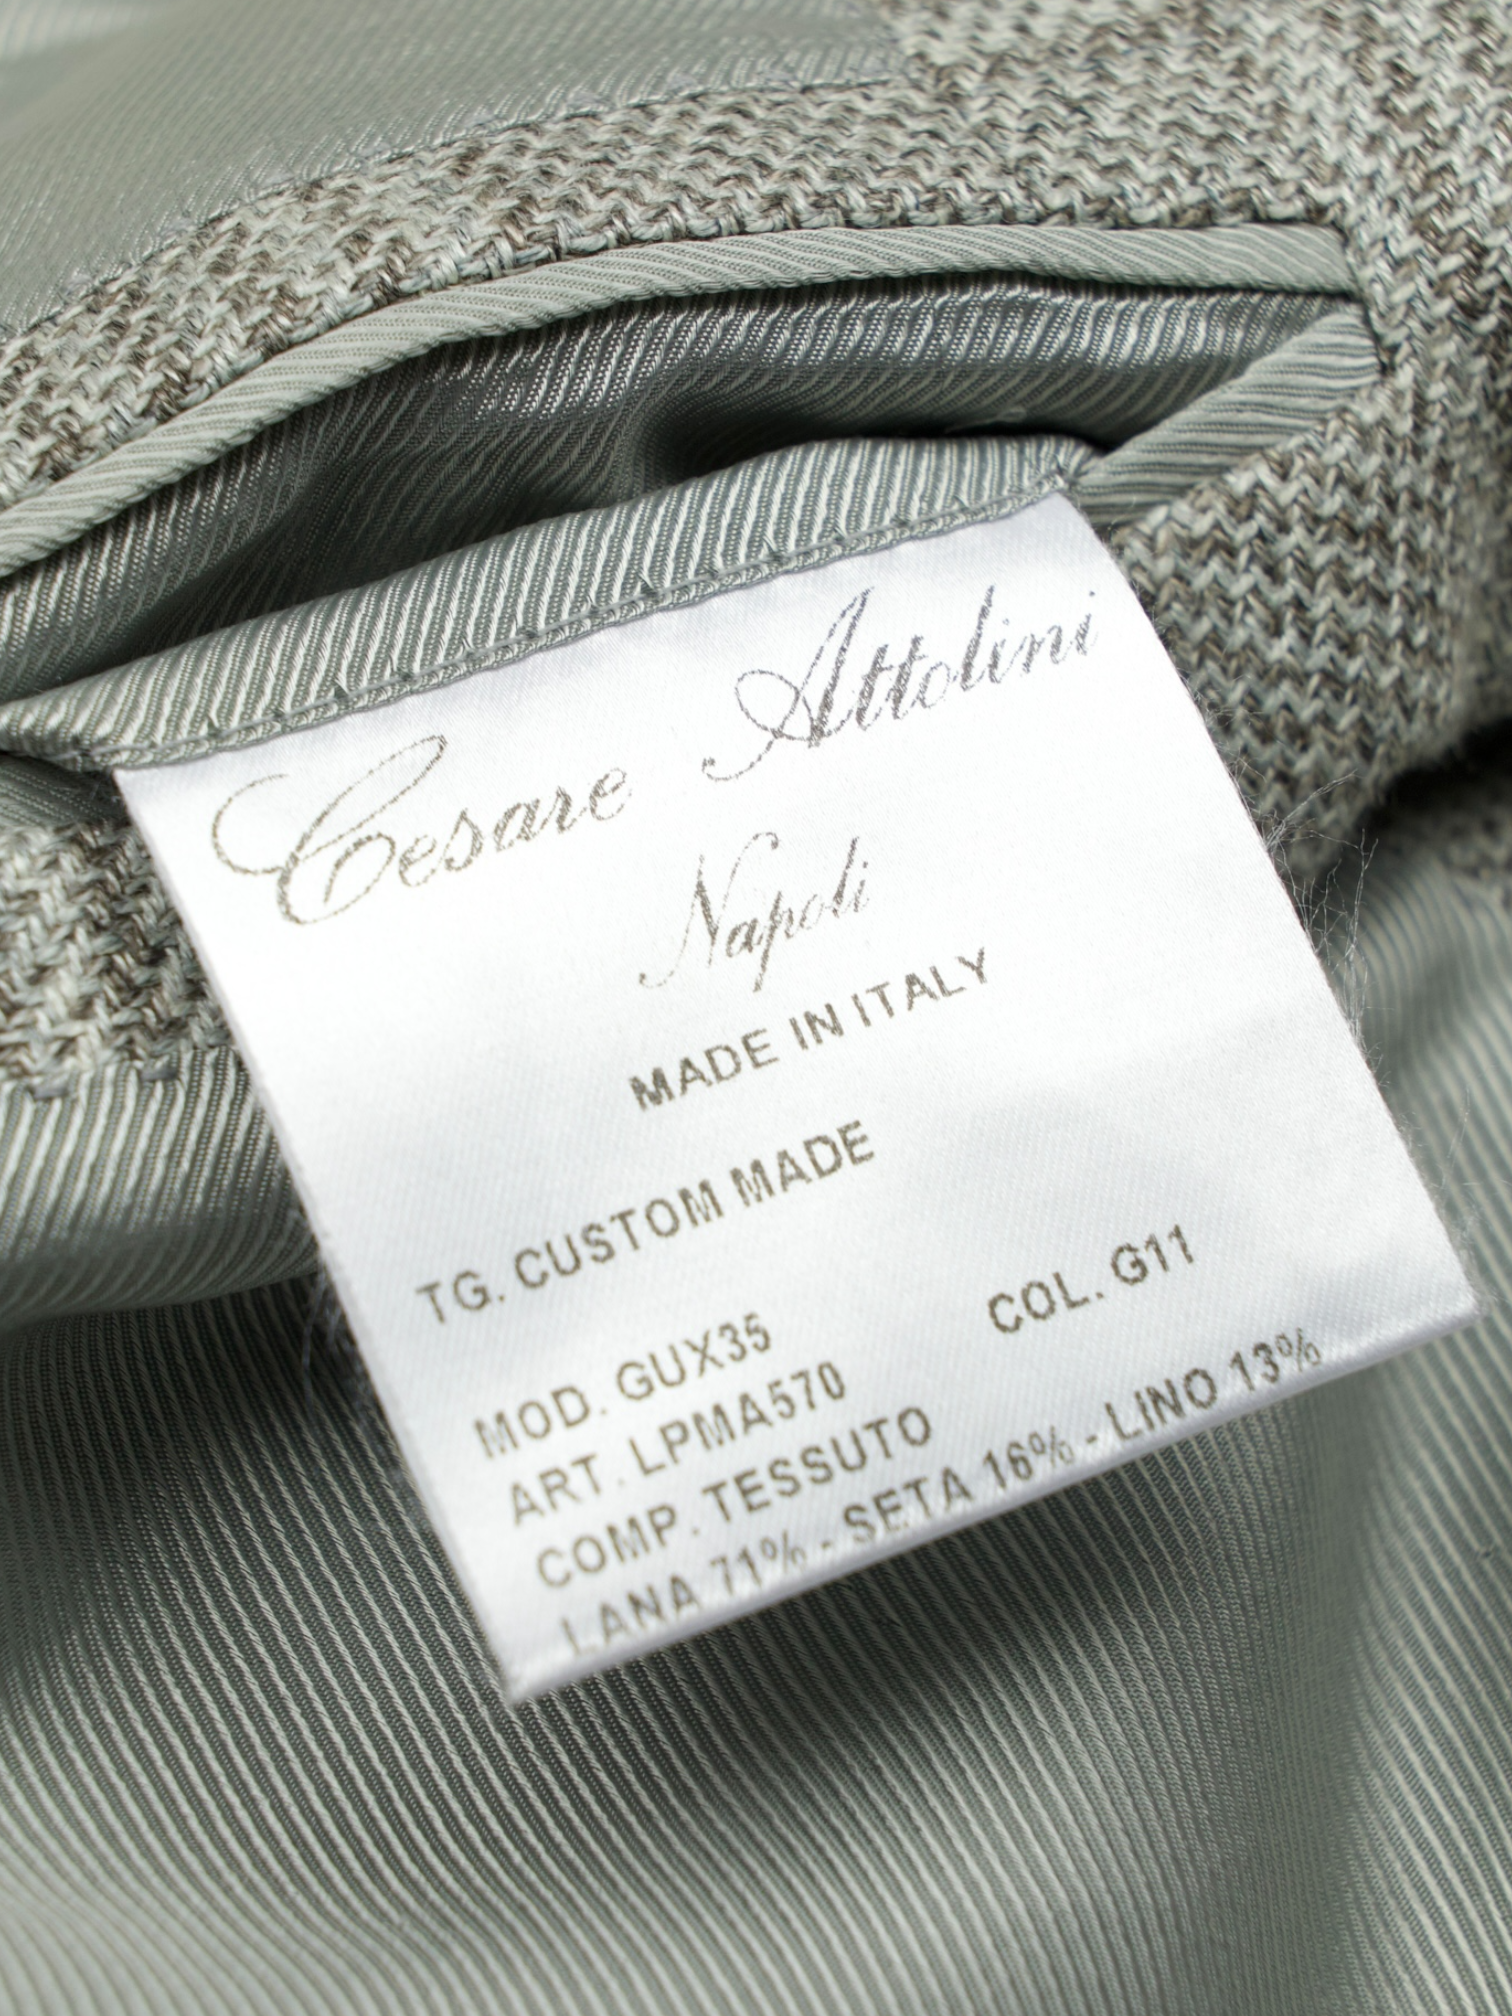 Cesare Attolini
Napoli
MADE IN ITALY
TG. CUSTOM MADE
MOD. GUX35 COL. G11
ART. LPMA570
COMP. TESSUTO
LANA 71% - SETA 16% - LINO 13%